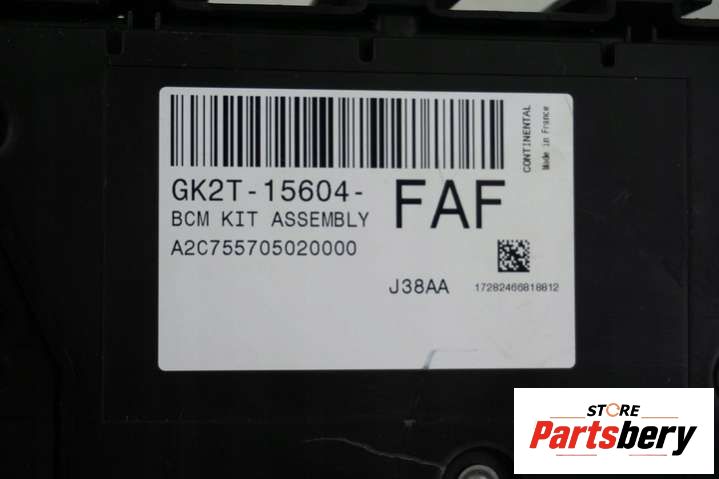 GK2T-15604-
FAF
BCM KIT ASSEMBLY
A2C755705020000
J38AA
17282466818812
CONTINENTAL
Made in France
STORE
Partsbery